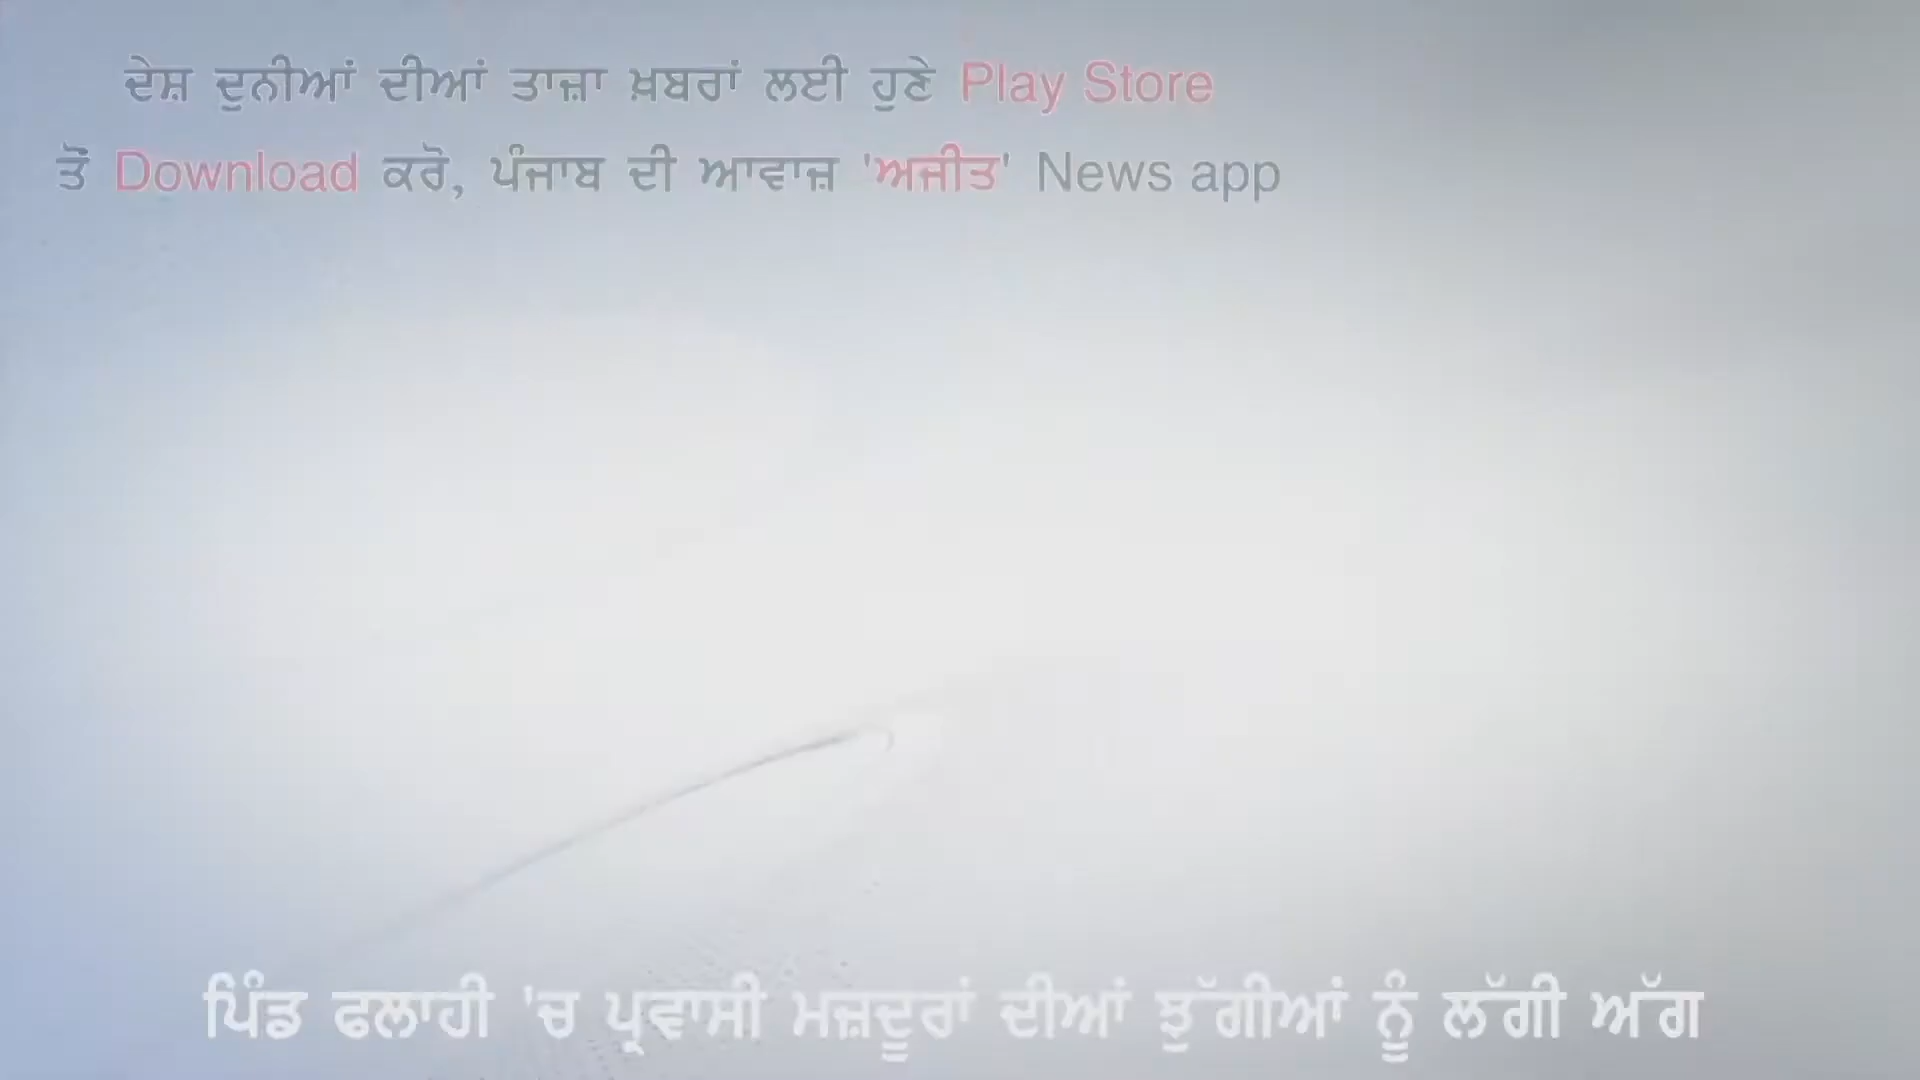 ਦੇਸ਼ ਦੁਨੀਆਂ ਦੀਆਂ ਤਾਜ਼ਾ ਖ਼ਬਰਾਂ ਲਈ ਹੁਣੇ Play Store
ਤੋਂ Download ਕਰੋ, ਪੰਜਾਬ ਦੀ ਆਵਾਜ਼ 'ਅਜੀਤ' News app
ਪਿੰਡ ਫਲਾਹੀ 'ਚ ਪ੍ਰਵਾਸੀ ਮਜ਼ਦੂਰਾਂ ਦੀਆਂ ਝੁੱਗੀਆਂ ਨੂੰ ਲੱਗੀ ਅੱਗ